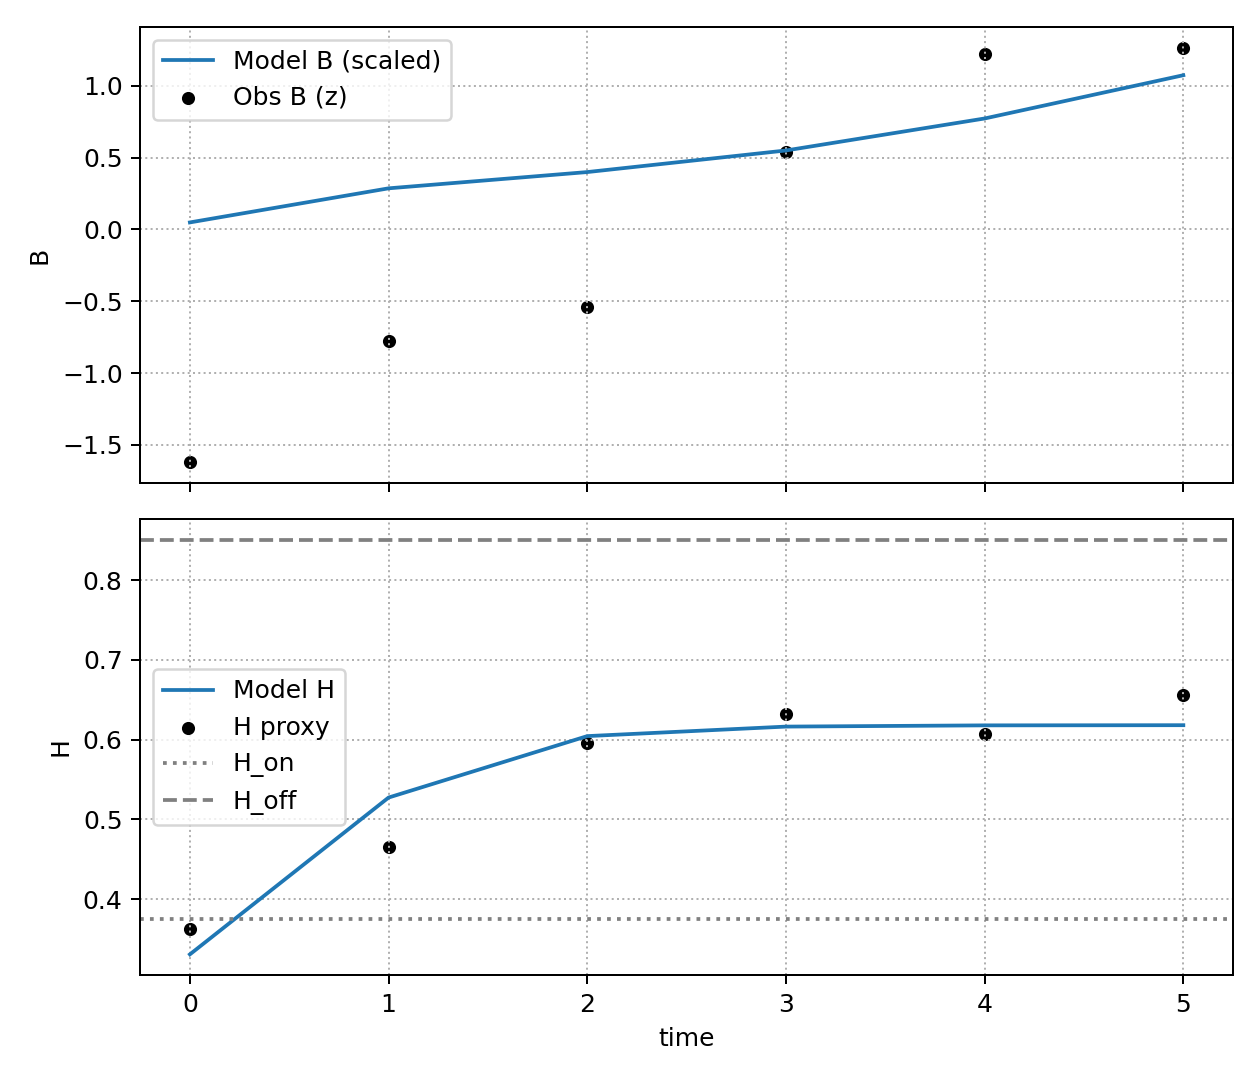 Model B (scaled)
Obs B (z)
1.0
0.5
0.0
−0.5
−1.0
−1.5
B
0.8
0.7
0.6
0.5
0.4
H
Model H
H proxy
H_on
H_off
0 1 2 3 4 5
time